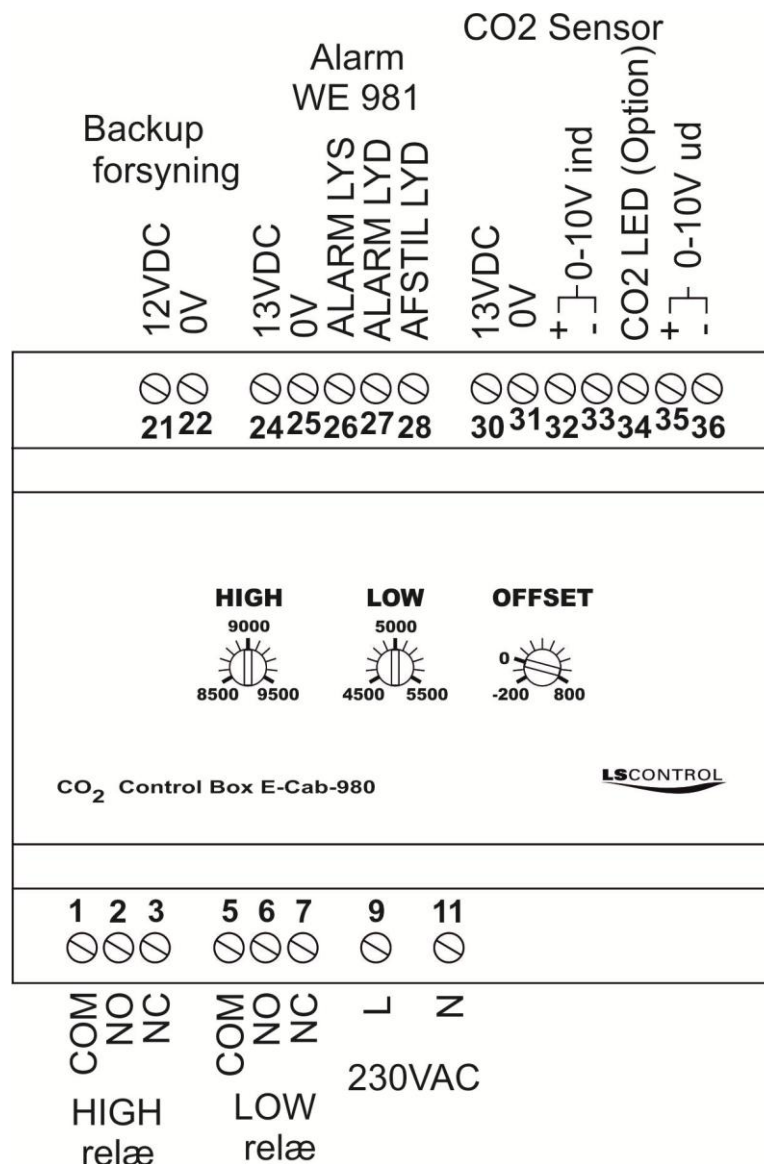 CO2 Sensor
Alarm
WE 981
Backup
forsyning
12VDC
0V
13VDC
0V
ALARM LYS
ALARM LYD
AFSTIL LYD
13VDC
0V
+
-
0-10V ind
CO2 LED (Option)
+
-
0-10V ud
21 22 24 25 26 27 28 30 31 32 33 34 35 36
HIGH LOW OFFSET
9000 5000
0
8500 9500 4500 5500 -200 800
CO₂ Control Box E-Cab-980
LSCONTROL
1 2 3 5 6 7 9 11
COM
NO
NC
COM
NO
NC
L
N
230VAC
HIGH
relæ
LOW
relæ